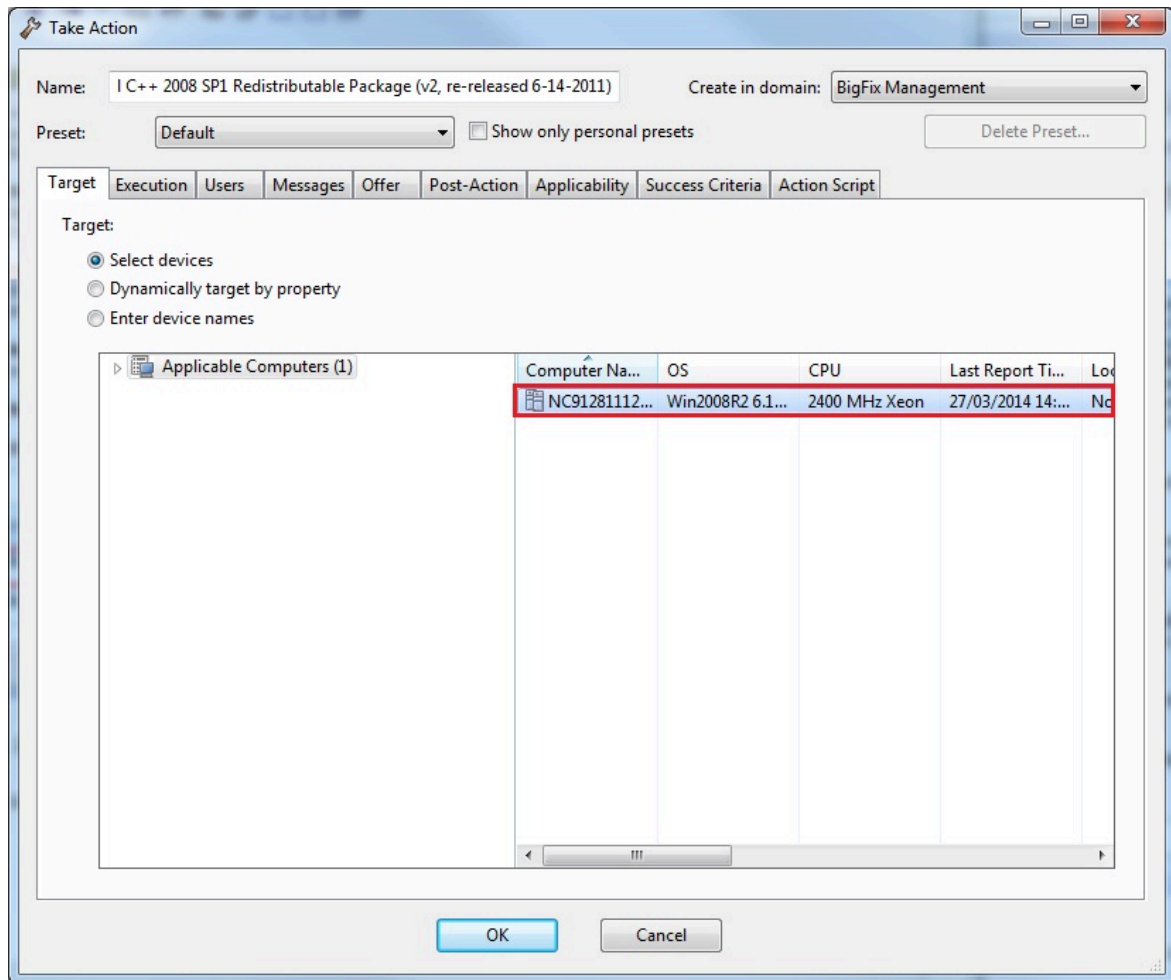 Take Action
Name: l C++ 2008 SP1 Redistributable Package (v2, re-released 6-14-2011) Create in domain: BigFix Management
Preset: Default Show only personal presets Delete Preset...
Target Execution Users Messages Offer Post-Action Applicability Success Criteria Action Script
Target:
Select devices
Dynamically target by property
Enter device names
Applicable Computers (1)
Computer Na... OS CPU Last Report Ti... Loc
NC91281112... Win2008R2 6.1... 2400 MHz Xeon 27/03/2014 14:... No
OK Cancel